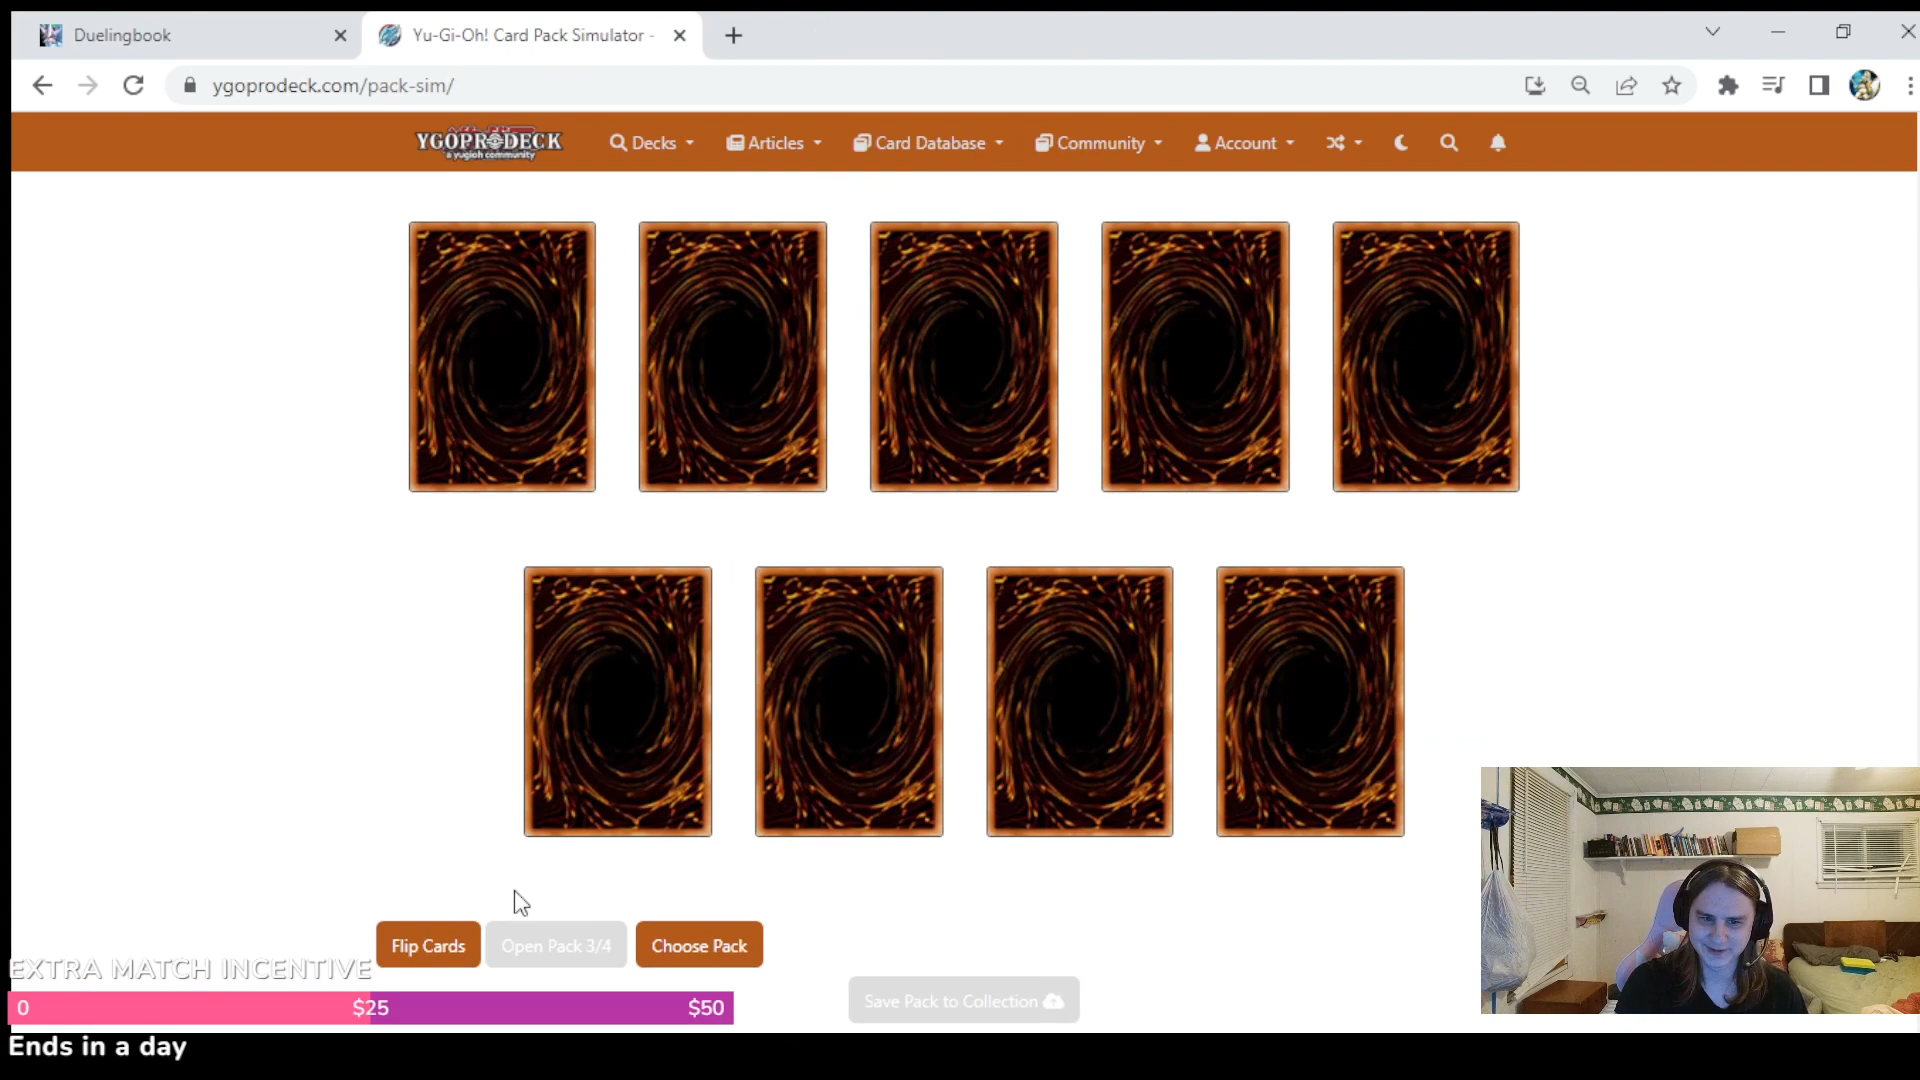 Duelingbook
Yu-Gi-Oh! Card Pack Simulator -
ygoprodeck.com/pack-sim/
YGOPRODECK
a yugioh community
Decks
Articles
Card Database
Community
Account
Flip Cards
Open Pack 3/4
Choose Pack
EXTRA MATCH INCENTIVE
0
$25
$50
Save Pack to Collection
Ends in a day